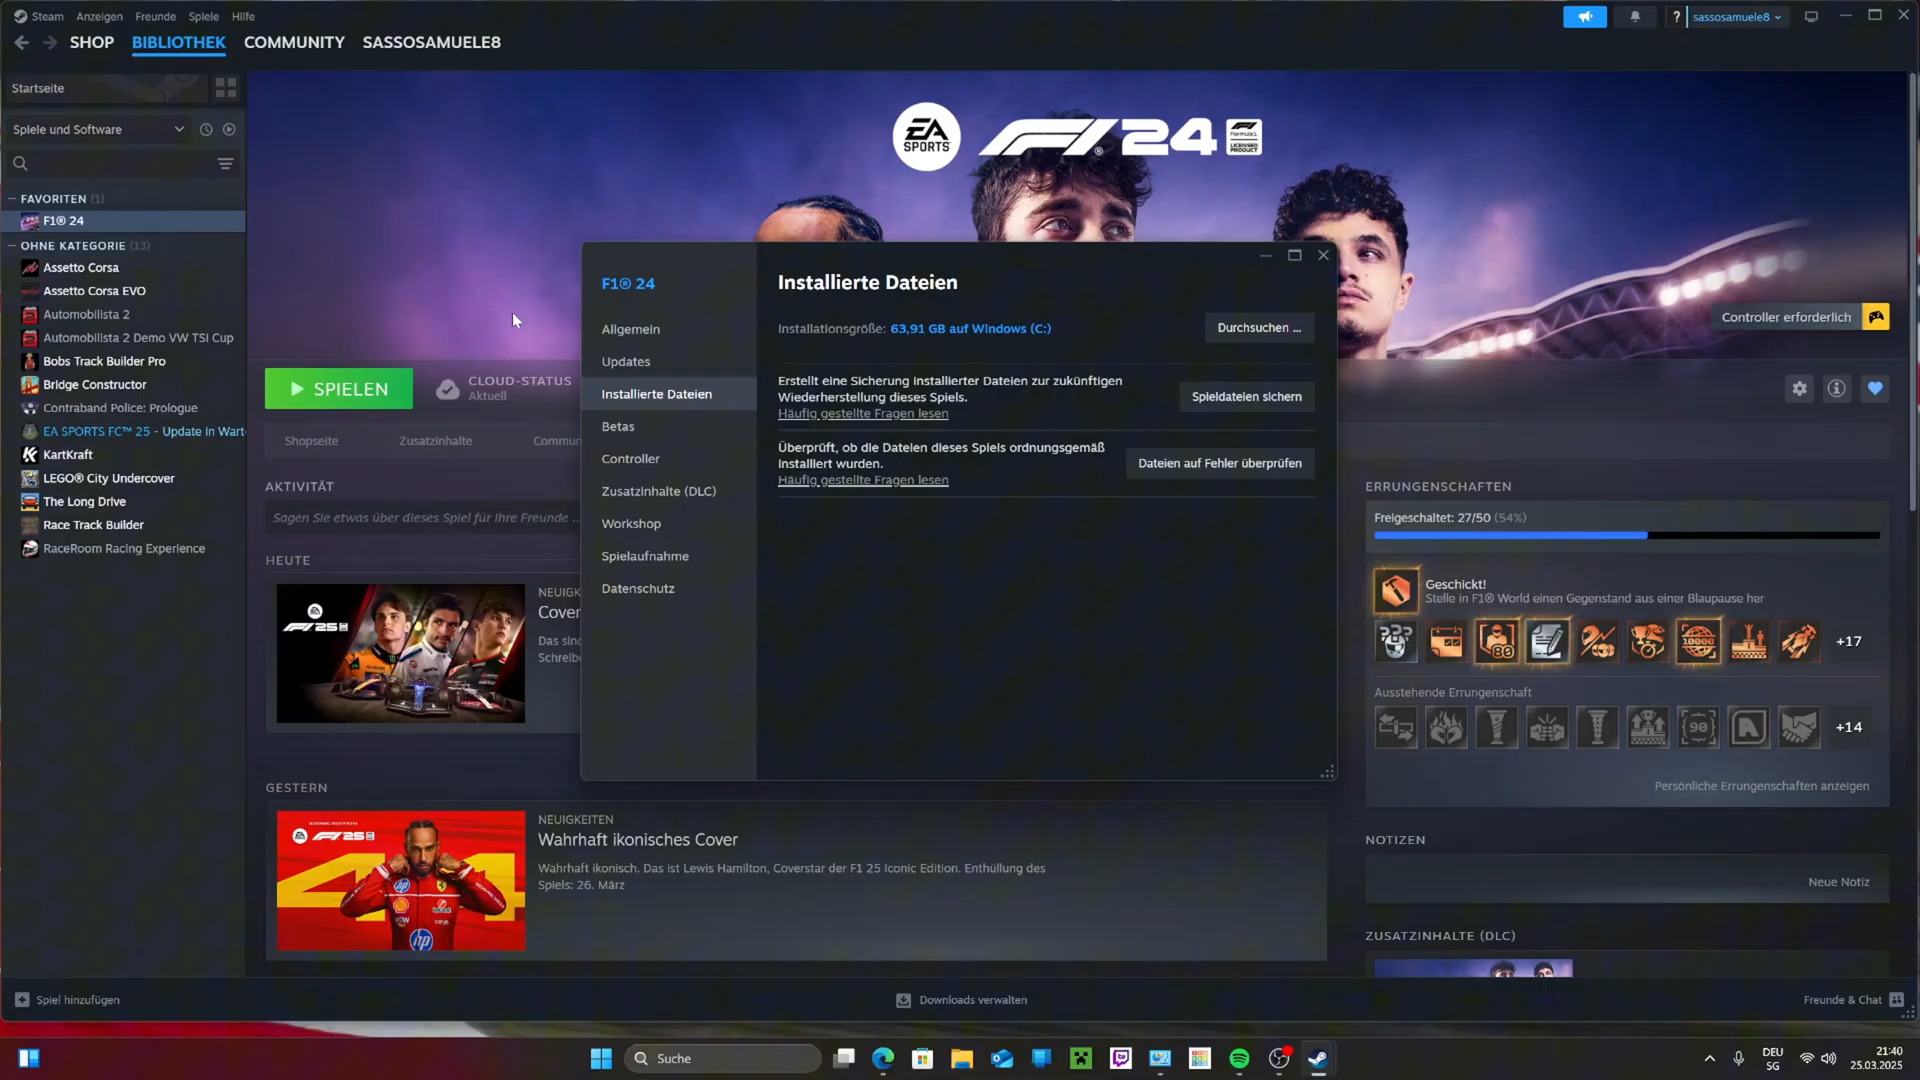 Steam Anzeigen Freunde Spiele Hilfe
? sassosamuele8
SHOP BIBLIOTHEK COMMUNITY SASSOSAMUELE8
Startseite
Spiele und Software
FAVORITEN (1)
F1® 24
OHNE KATEGORIE (13)
Assetto Corsa
Assetto Corsa EVO
Automobilista 2
Automobilista 2 Demo VW TSI Cup
Bobs Track Builder Pro
Bridge Constructor
Contraband Police: Prologue
EA SPORTS FC™ 25 - Update in Wart
KartKraft
LEGO® City Undercover
The Long Drive
Race Track Builder
RaceRoom Racing Experience
EA SPORTS F1® 24
Controller erforderlich
SPIELEN
CLOUD-STATUS
Aktuell
Shopseite Zusatzinhalte Commun
AKTIVITÄT
Sagen Sie etwas über dieses Spiel für Ihre Freunde ...
HEUTE
NEUIGK
Cover
Das sind
Schreibe
GESTERN
NEUIGKEITEN
Wahrhaft ikonisches Cover
Wahrhaft ikonisch. Das ist Lewis Hamilton, Coverstar der F1 25 Iconic Edition. Enthüllung des
Spiels: 26. März
F1® 24
Allgemein
Updates
Installierte Dateien
Betas
Controller
Zusatzinhalte (DLC)
Workshop
Spielaufnahme
Datenschutz
Installierte Dateien
Installationsgröße: 63,91 GB auf Windows (C:)
Durchsuchen ...
Erstellt eine Sicherung installierter Dateien zur zukünftigen
Wiederherstellung dieses Spiels.
Häufig gestellte Fragen lesen
Spieldateien sichern
Überprüft, ob die Dateien dieses Spiels ordnungsgemäß
installiert wurden.
Häufig gestellte Fragen lesen
Dateien auf Fehler überprüfen
ERRUNGENSCHAFTEN
Freigeschaltet: 27/50 (54%)
Geschickt!
Stelle in F1® World einen Gegenstand aus einer Blaupause her
+17
Ausstehende Errungenschaft
+14
Persönliche Errungenschaften anzeigen
NOTIZEN
Neue Notiz
ZUSATZINHALTE (DLC)
Spiel hinzufügen
Downloads verwalten
Freunde & Chat
Suche
DEU
SG
21:40
25.03.2025